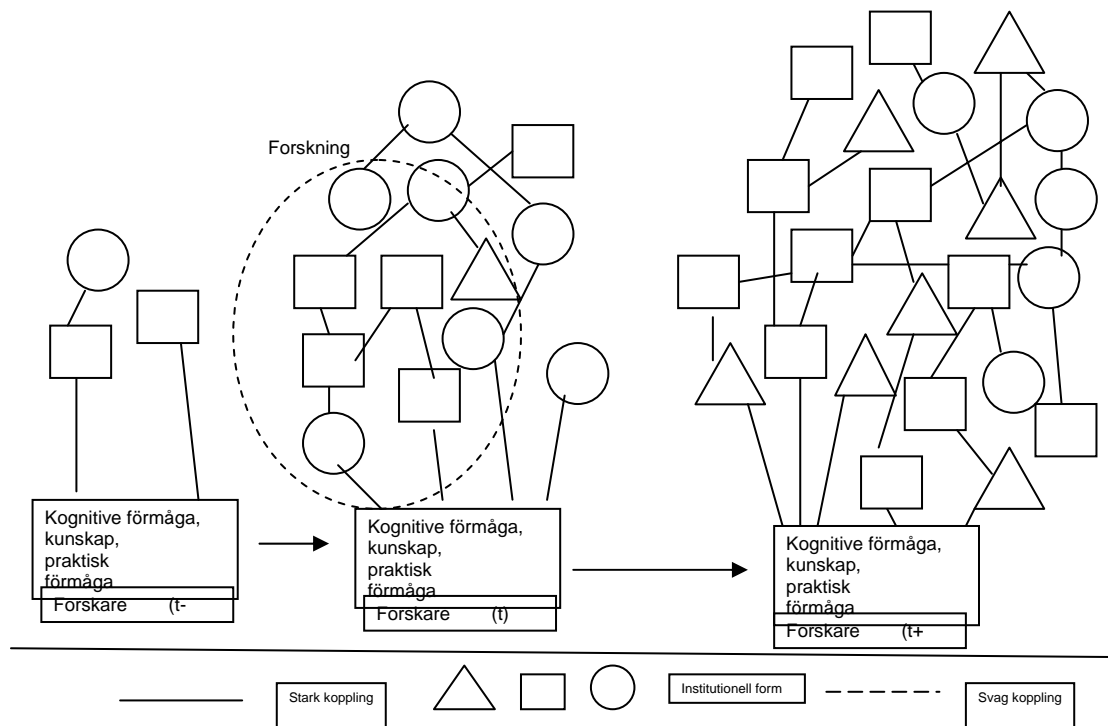 Forskning
Kognitive förmåga,
kunskap,
praktisk
förmåga
Forskare (t-
Kognitive förmåga,
kunskap,
praktisk
förmåga
Forskare (t)
Kognitive förmåga,
kunskap,
praktisk
förmåga
Forskare (t+
Stark koppling
Institutionell form
Svag koppling